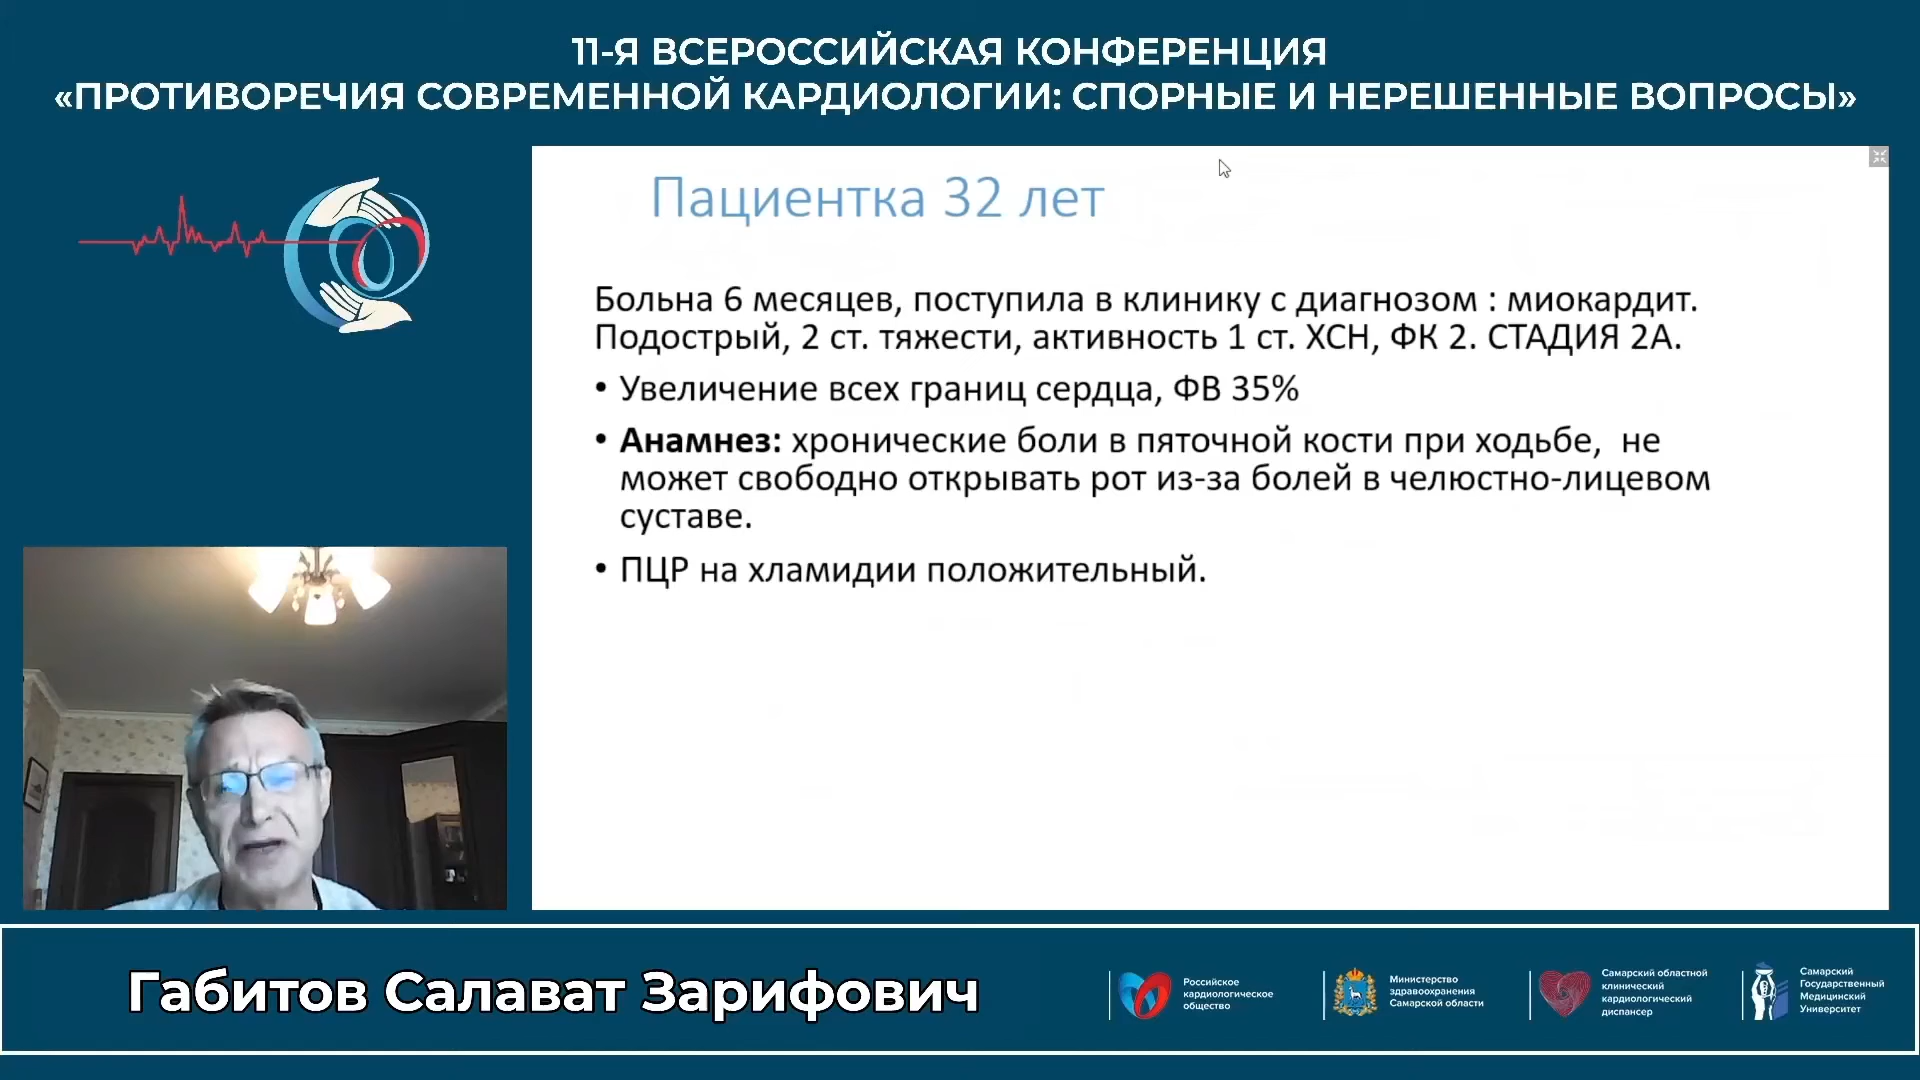 11-Я ВСЕРОССИЙСКАЯ КОНФЕРЕНЦИЯ
«ПРОТИВОРЕЧИЯ СОВРЕМЕННОЙ КАРДИОЛОГИИ: СПОРНЫЕ И НЕРЕШЕННЫЕ ВОПРОСЫ»
Пациентка 32 лет
Больна 6 месяцев, поступила в клинику с диагнозом : миокардит.
Подострый, 2 ст. тяжести, активность 1 ст. ХСН, ФК 2. СТАДИЯ 2А.
• Увеличение всех границ сердца, ФВ 35%
• Анамнез: хронические боли в пяточной кости при ходьбе, не
может свободно открывать рот из-за болей в челюстно-лицевом
суставе.
• ПЦР на хламидии положительный.
Габитов Салават Зарифович
Российское
кардиологическое
общество
Министерство
здравоохранения
Самарской области
Самарский областной
клинический
кардиологический
диспансер
Самарский
Государственный
Медицинский
Университет